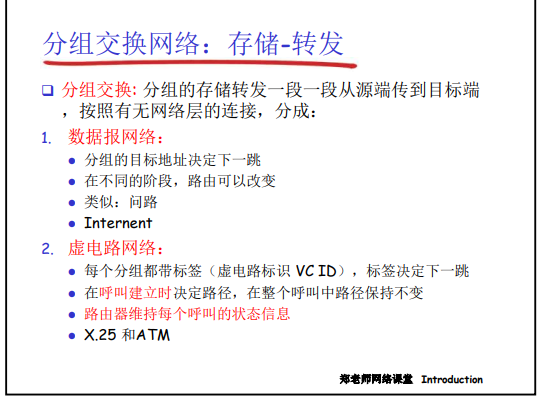 分组交换网络：存储-转发
分组交换: 分组的存储转发一段一段从源端传到目标端
，按照有无网络层的连接，分成：
1. 数据报网络：
分组的目标地址决定下一跳
在不同的阶段，路由可以改变
类似：问路
Internent
2. 虚电路网络：
每个分组都带标签（虚电路标识 VC ID），标签决定下一跳
在呼叫建立时决定路径，在整个呼叫中路径保持不变
路由器维持每个呼叫的状态信息
X.25 和ATM
郑老师网络课堂 Introduction